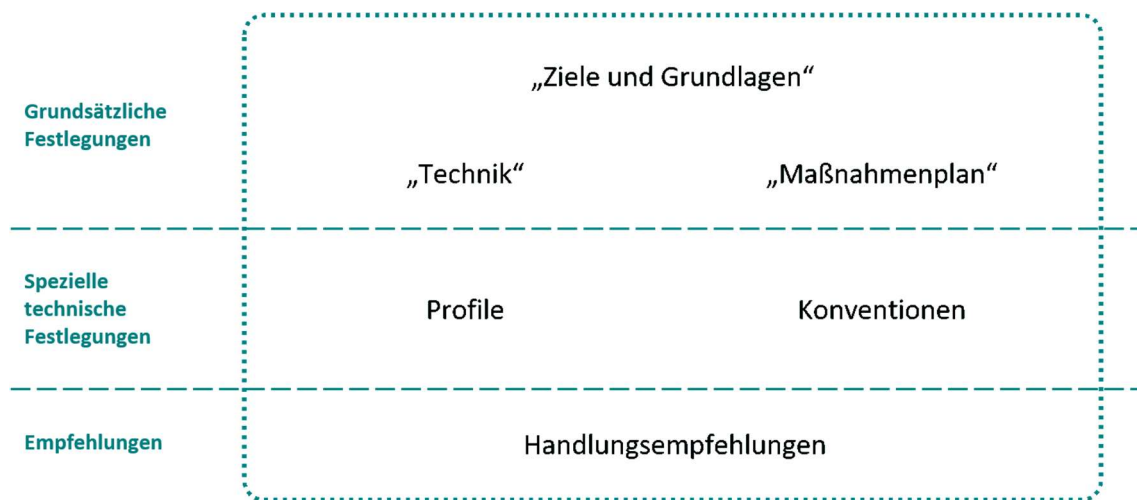 „Ziele und Grundlagen“
Grundsätzliche
Festlegungen
„Technik“
„Maßnahmenplan“
Spezielle
technische
Festlegungen
Profile
Konventionen
Empfehlungen
Handlungsempfehlungen